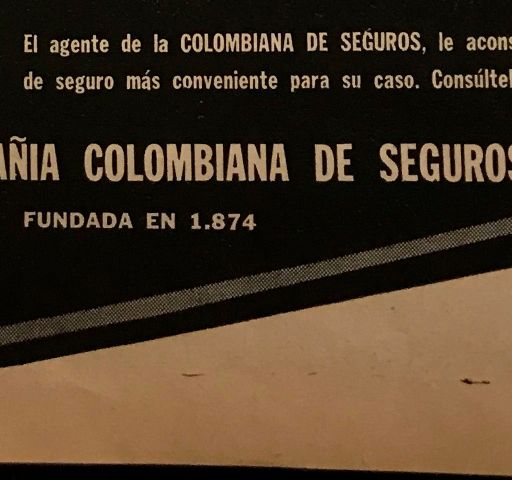 El agente de la COLOMBIANA DE SEGUROS, le acons
de seguro más conveniente para su caso. Consúltel
AÑIA COLOMBIANA DE SEGUROS
FUNDADA EN 1.874